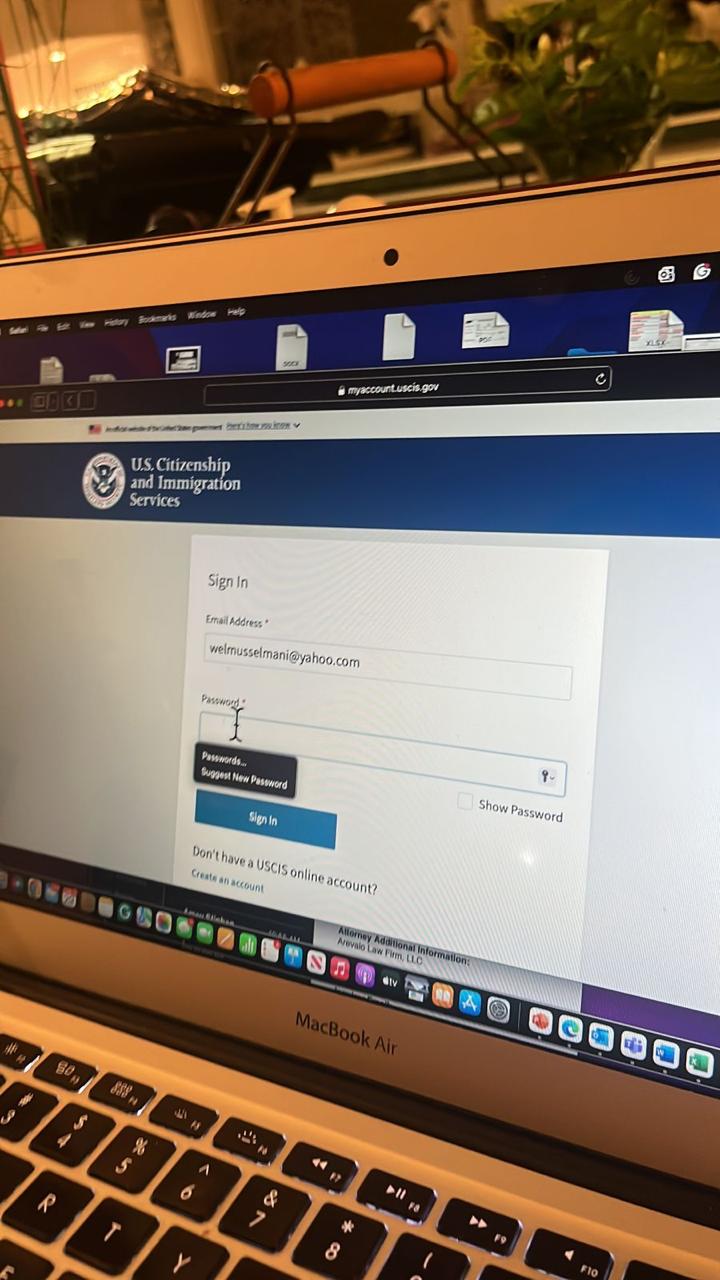 Safari File Edit View History Bookmarks Window Help
DOCX
PDF
XLSX
myaccount.uscis.gov
An official website of the United States government Here's how you know
U.S. Citizenship
and Immigration
Services
Sign In
Email Address *
welmusselmani@yahoo.com
Password *
Passwords...
Suggest New Password
Show Password
Sign In
Don't have a USCIS online account?
Create an account
Attorney Additional Information:
Arevalo Law Firm, LLC
tv
MacBook Air
F3
F4
F5
F6
F7
F8
F9
F10
#
3
$
4
%
5
^
6
&
7
*
8
(
R
T
Y